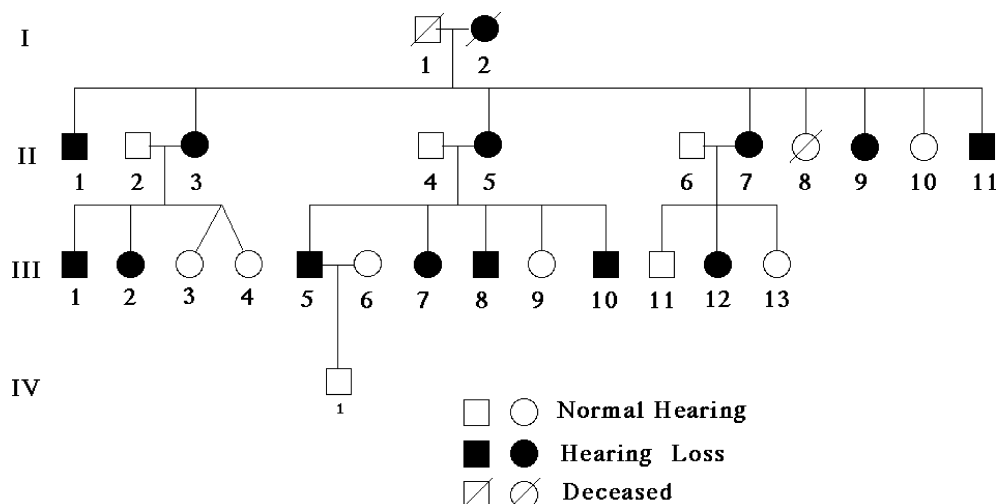 I
1 2
II
1 2 3 4 5 6 7 8 9 10 11
III
1 2 3 4 5 6 7 8 9 10 11 12 13
IV
1
Normal Hearing
Hearing Loss
Deceased